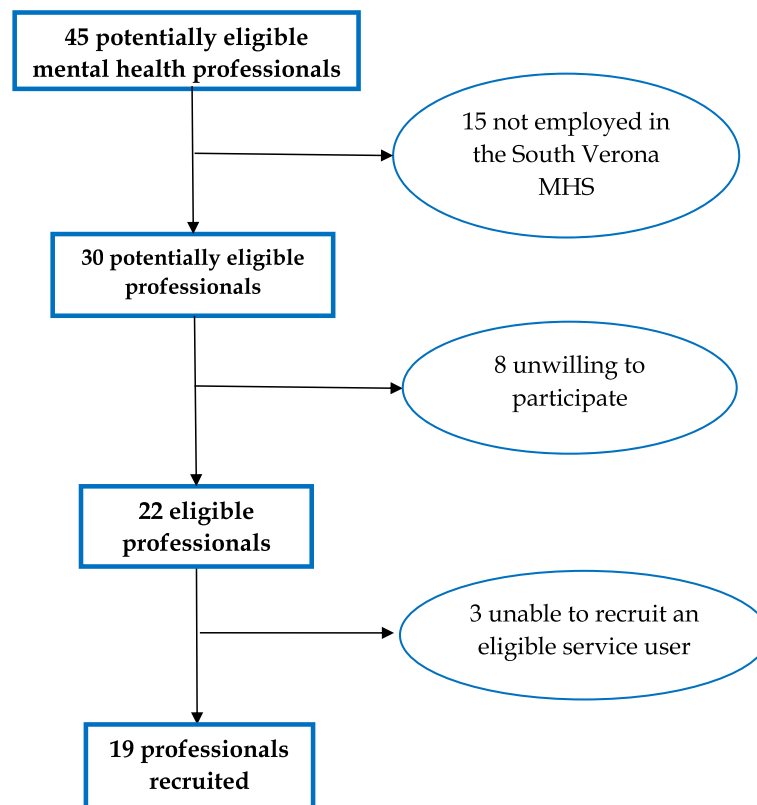 45 potentially eligible
mental health professionals
15 not employed in
the South Verona
MHS
30 potentially eligible
professionals
8 unwilling to
participate
22 eligible
professionals
3 unable to recruit an
eligible service user
19 professionals
recruited